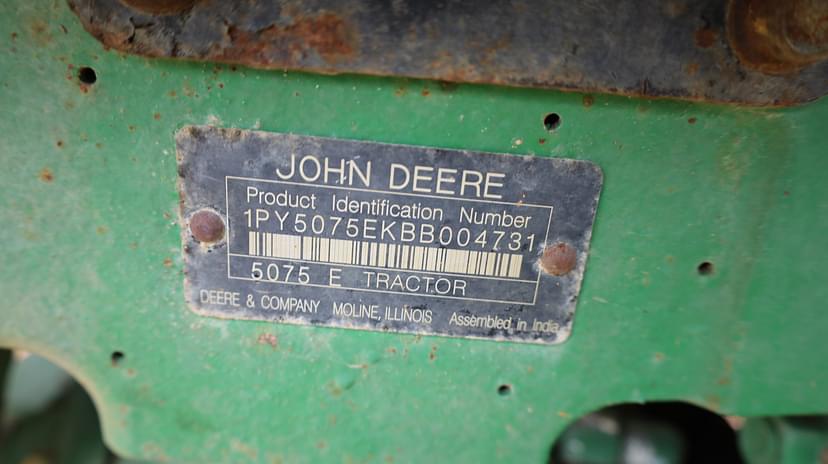 JOHN DEERE
Product Identification Number
1PY5075EKBB004731
5075 E TRACTOR
DEERE & COMPANY MOLINE, ILLINOIS Assembled in India